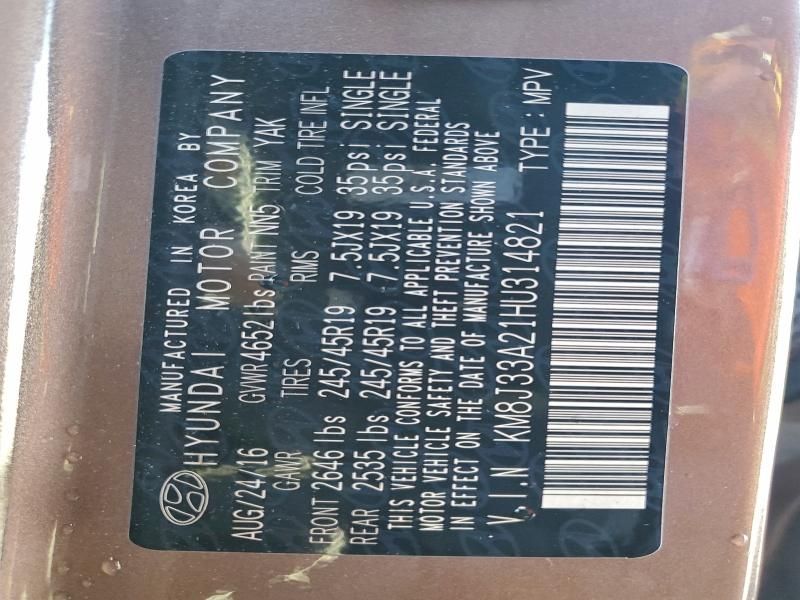 MANUFACTURED IN KOREA BY
HYUNDAI MOTOR COMPANY
AUG/24/16 GVWR 4652lbs PAINT NN5 TRIM YAK
GAWR TIRES RIMS COLD TIRE INFL
FRONT 2646 lbs 245/45R19 7.5JX19 35psi SINGLE
REAR 2535 lbs 245/45R19 7.5JX19 35psi SINGLE
THIS VEHICLE CONFORMS TO ALL APPLICABLE U.S.A. FEDERAL
MOTOR VEHICLE SAFETY AND THEFT PREVENTION STANDARDS
IN EFFECT ON THE DATE OF MANUFACTURE SHOWN ABOVE
V.I.N KM8J33A21HU314821 TYPE : MPV